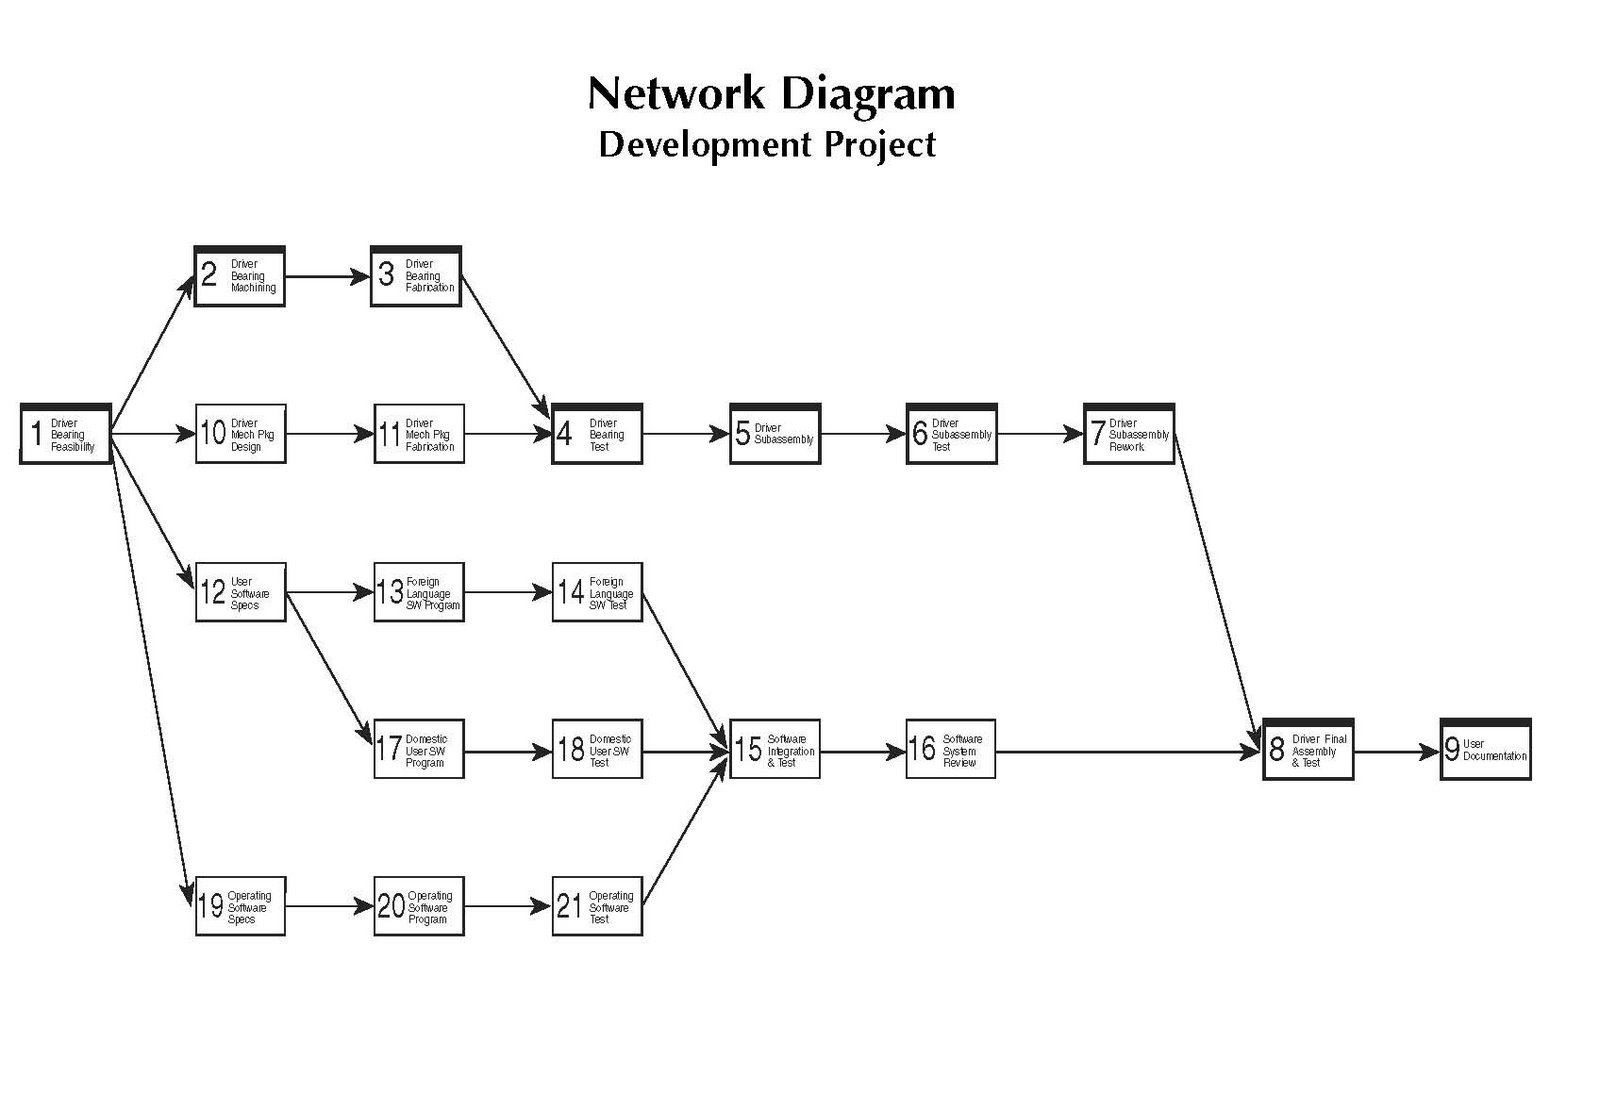 Network Diagram
Development Project
2 Driver
Bearing
Machining
3 Driver
Bearing
Fabrication
1 Driver
Bearing
Feasibility
10 Driver
Mech Pkg
Design
11 Driver
Mech Pkg
Fabrication
4 Driver
Bearing
Test
5 Driver
Subassembly
6 Driver
Subassembly
Test
7 Driver
Subassembly
Rework
12 User
Software
Specs
13 Foreign
Language
SW Program
14 Foreign
Language
SW Test
17 Domestic
User SW
Program
18 Domestic
User SW
Test
15 Software
Integration
& Test
16 Software
System
Review
8 Driver Final
Assembly
& Test
9 User
Documentation
19 Operating
Software
Specs
20 Operating
Software
Program
21 Operating
Software
Test